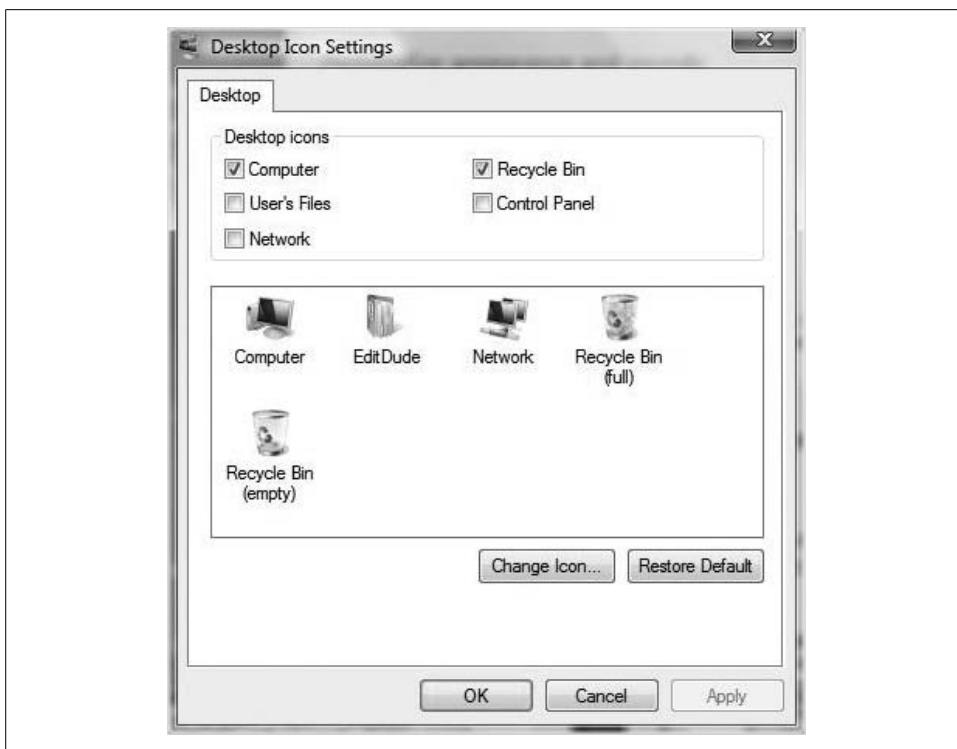 Desktop Icon Settings
Desktop
Desktop icons
Computer
Recycle Bin
User's Files
Control Panel
Network
Computer
EditDude
Network
Recycle Bin
(full)
Recycle Bin
(empty)
Change Icon...
Restore Default
OK
Cancel
Apply